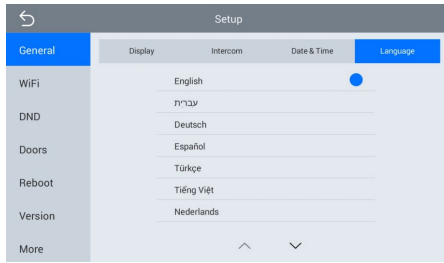 Setup
General
WiFi
DND
Doors
Reboot
Version
More
Display Intercom Date & Time Language
English
עברית
Deutsch
Español
Türkçe
Tiếng Việt
Nederlands